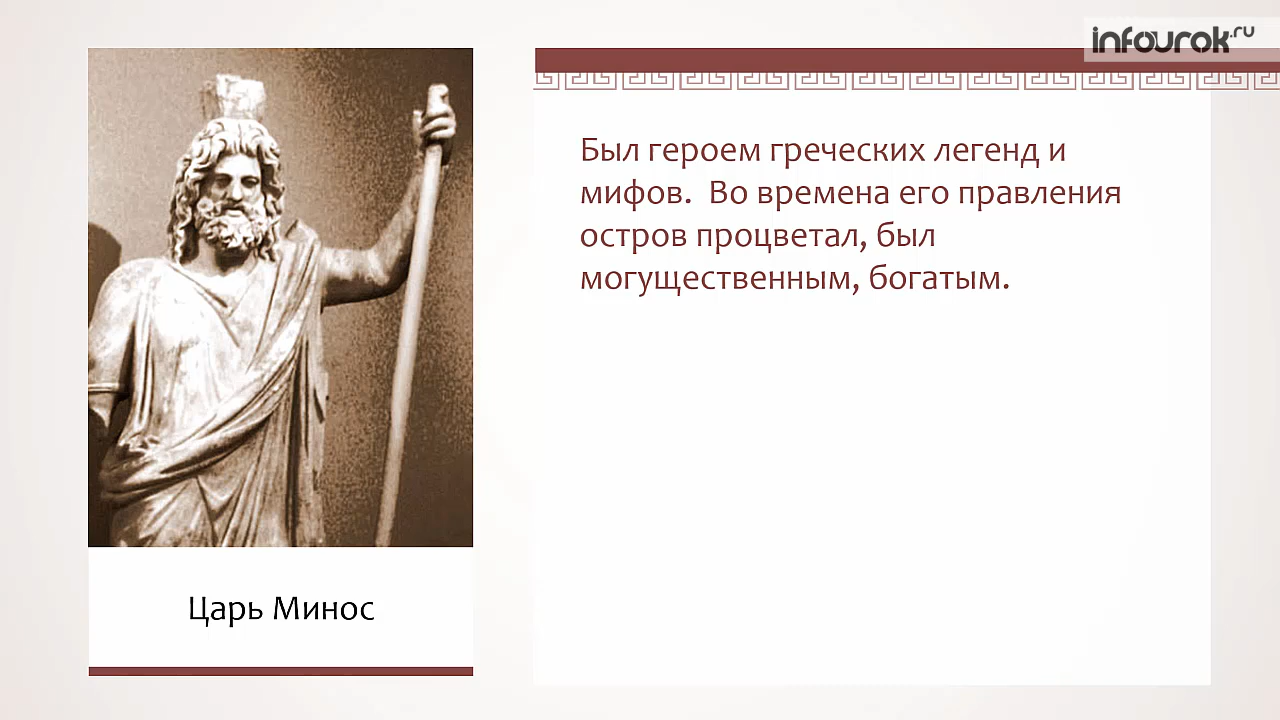 infourok.ru
Был героем греческих легенд и
мифов.  Во времена его правления
остров процветал, был
могущественным, богатым.
Царь Минос